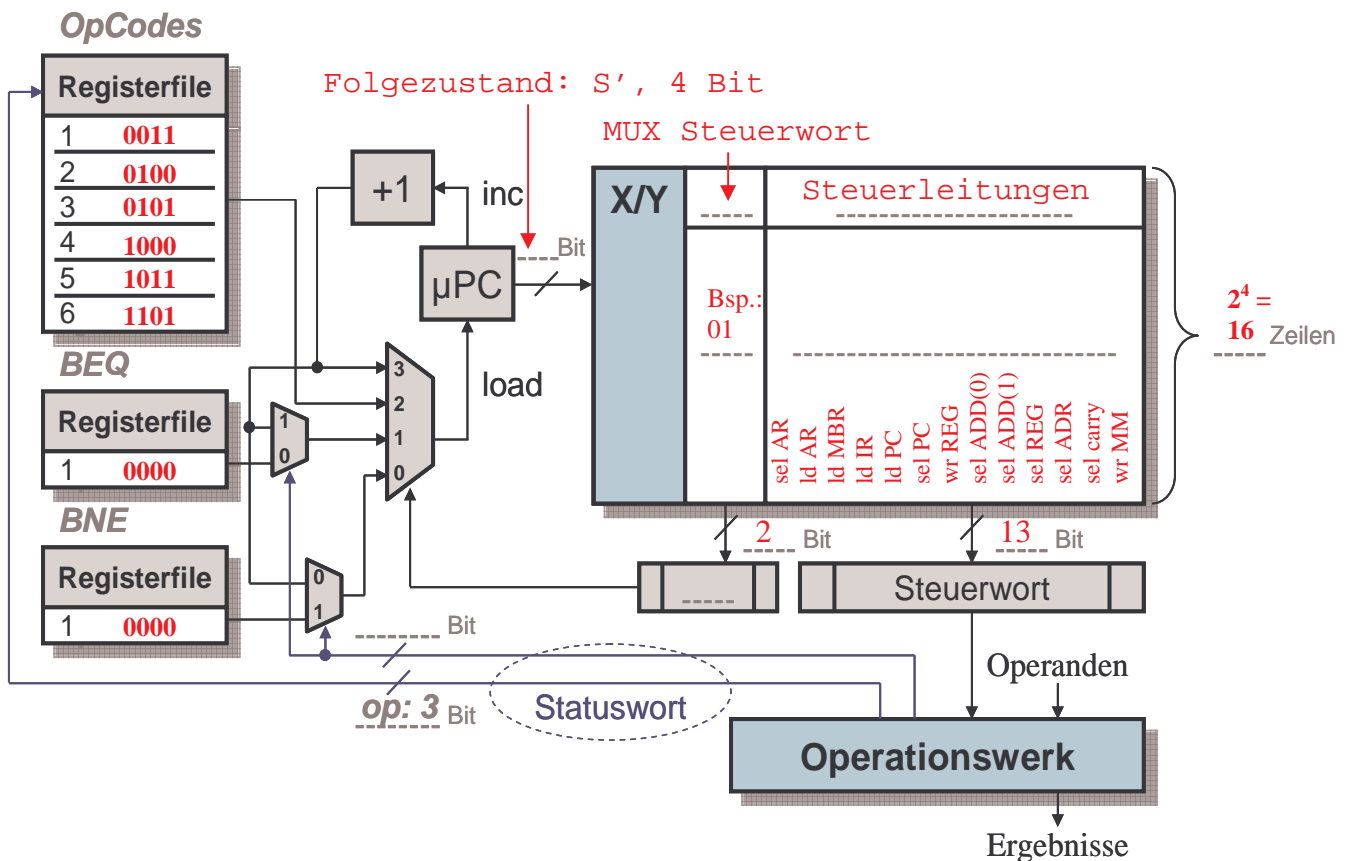 OpCodes
Registerfile
1 0011
2 0100
3 0101
4 1000
5 1011
6 1101
BEQ
Registerfile
1 0000
BNE
Registerfile
1 0000
Folgezustand: S’, 4 Bit
MUX Steuerwort
+1
inc
Bit
µPC
load
3
2
1
0
1
0
0
1
X/Y
Steuerleitungen
Bsp.:
01
sel AR
ld AR
ld MBR
ld IR
ld PC
sel PC
wr REG
sel ADD(0)
sel ADD(1)
sel REG
sel ADR
sel carry
wr MM
2⁴ =
16 Zeilen
2 Bit
13 Bit
Steuerwort
Bit
op: 3 Bit
Statuswort
Operanden
Operationswerk
Ergebnisse